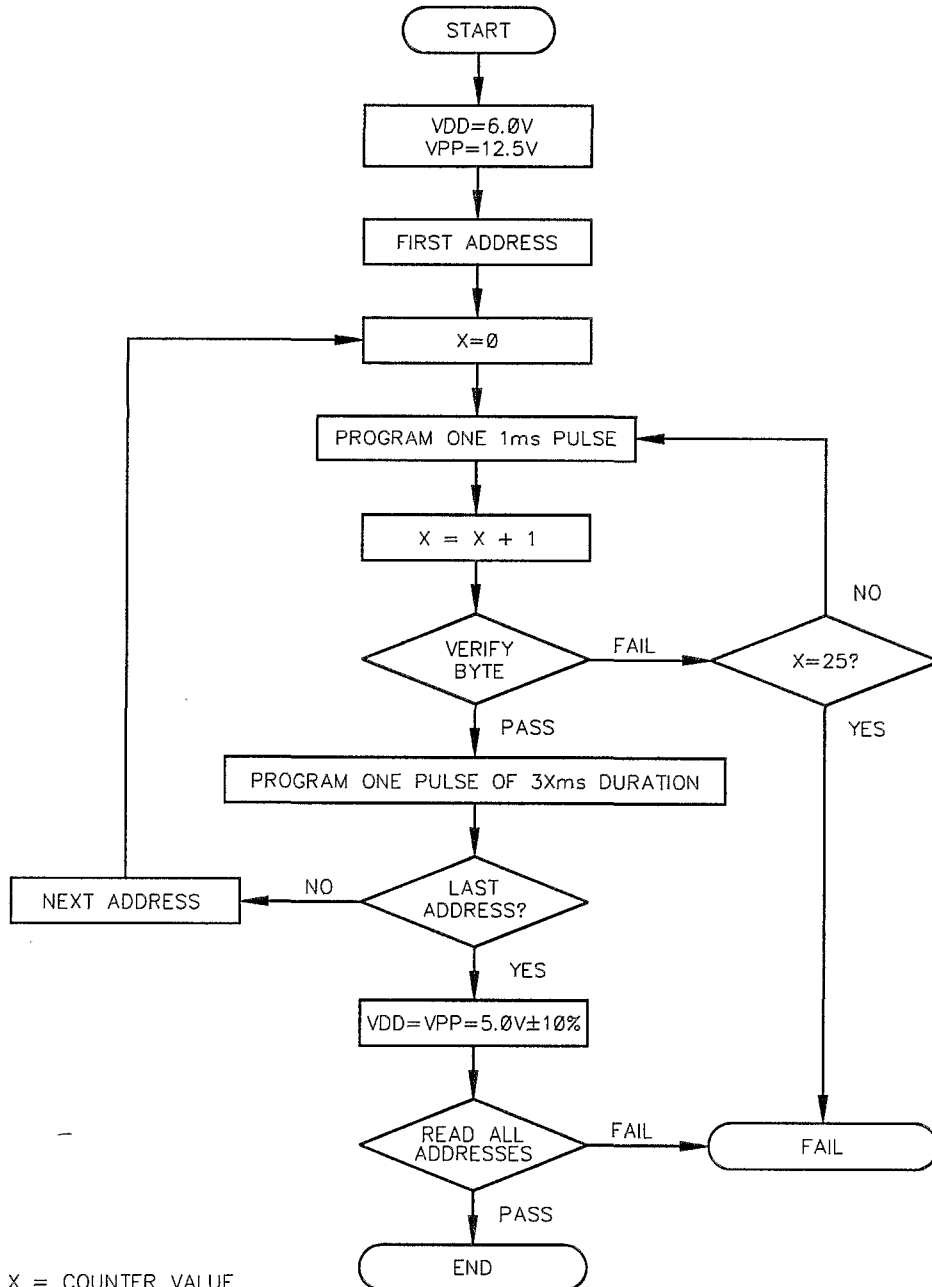 START
VDD=6.0V
VPP=12.5V
FIRST ADDRESS
X=0
PROGRAM ONE 1ms PULSE
X = X + 1
NO
VERIFY
BYTE
FAIL
X=25?
PASS
YES
PROGRAM ONE PULSE OF 3Xms DURATION
NEXT ADDRESS
NO
LAST
ADDRESS?
YES
VDD=VPP=5.0V±10%
READ ALL
ADDRESSES
FAIL
FAIL
PASS
END
X = COUNTER VALUE